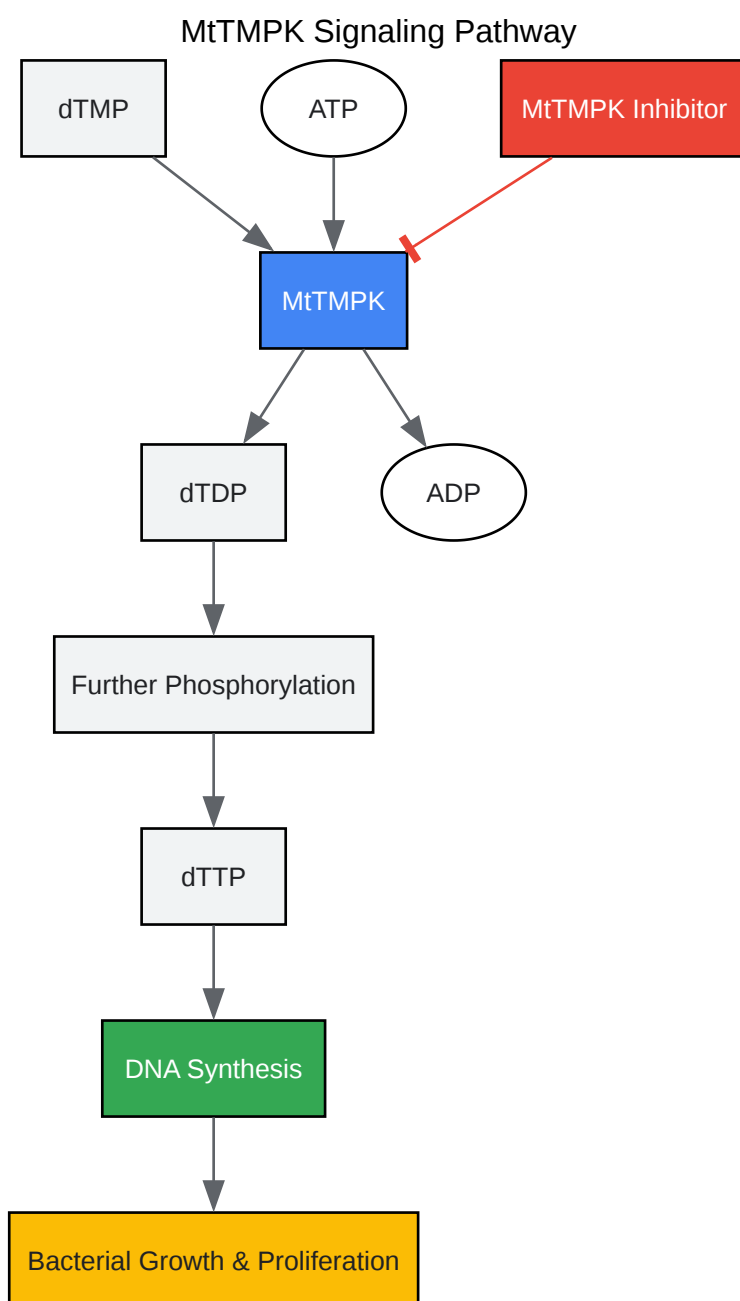 MtTMPK Signaling Pathway
dTMP
ATP
MtTMPK Inhibitor
MtTMPK
dTDP
ADP
Further Phosphorylation
dTTP
DNA Synthesis
Bacterial Growth & Proliferation